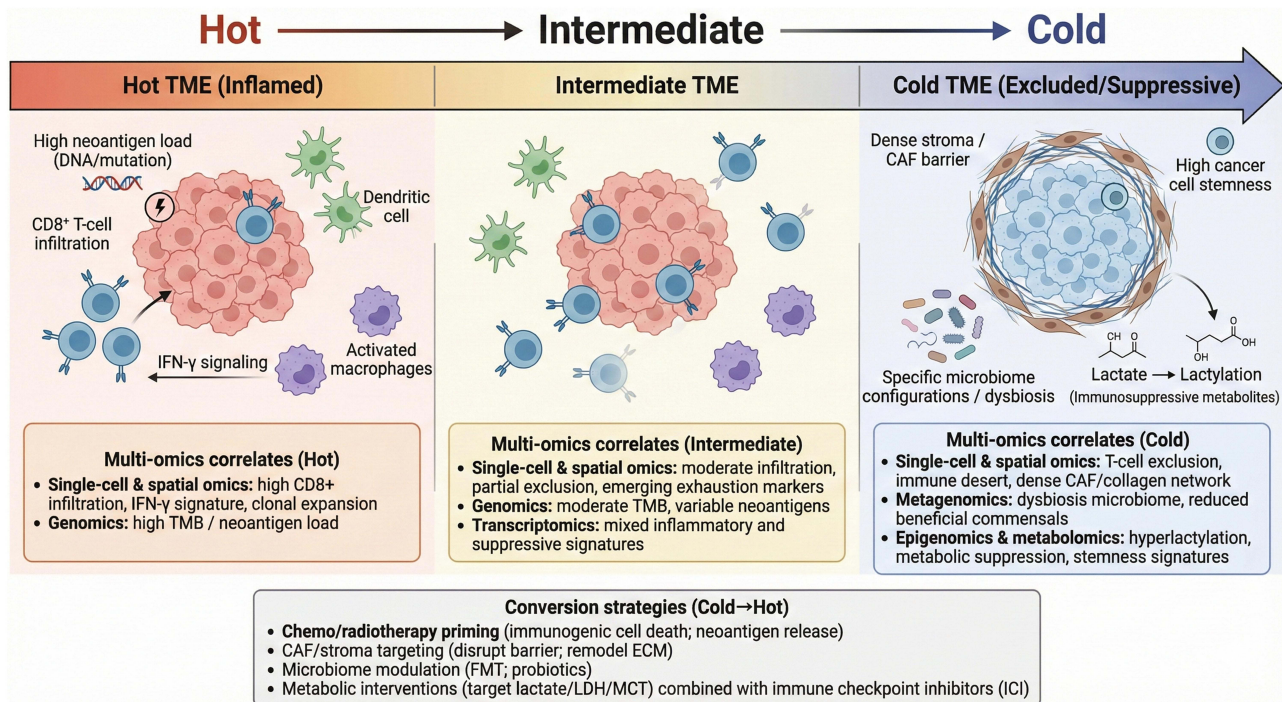 Hot
Intermediate
Cold
Hot TME (Inflamed)
Intermediate TME
Cold TME (Excluded/Suppressive)
High neoantigen load
(DNA/mutation)
CD8⁺ T-cell
infiltration
Dendritic
cell
IFN-γ signaling
Activated
macrophages
Dense stroma /
CAF barrier
High cancer
cell stemness
Specific microbiome
configurations / dysbiosis
CH
O
O
OH
OH
Lactate → Lactylation
(Immunosuppressive metabolites)
Multi-omics correlates (Hot)
• Single-cell & spatial omics: high CD8+
infiltration, IFN-γ signature, clonal expansion
• Genomics: high TMB / neoantigen load
Multi-omics correlates (Intermediate)
• Single-cell & spatial omics: moderate infiltration,
partial exclusion, emerging exhaustion markers
• Genomics: moderate TMB, variable neoantigens
• Transcriptomics: mixed inflammatory and
suppressive signatures
Multi-omics correlates (Cold)
• Single-cell & spatial omics: T-cell exclusion,
immune desert, dense CAF/collagen network
• Metagenomics: dysbiosis microbiome, reduced
beneficial commensals
• Epigenomics & metabolomics: hyperlactylation,
metabolic suppression, stemness signatures
Conversion strategies (Cold→Hot)
• Chemo/radiotherapy priming (immunogenic cell death; neoantigen release)
• CAF/stroma targeting (disrupt barrier; remodel ECM)
• Microbiome modulation (FMT; probiotics)
• Metabolic interventions (target lactate/LDH/MCT) combined with immune checkpoint inhibitors (ICI)